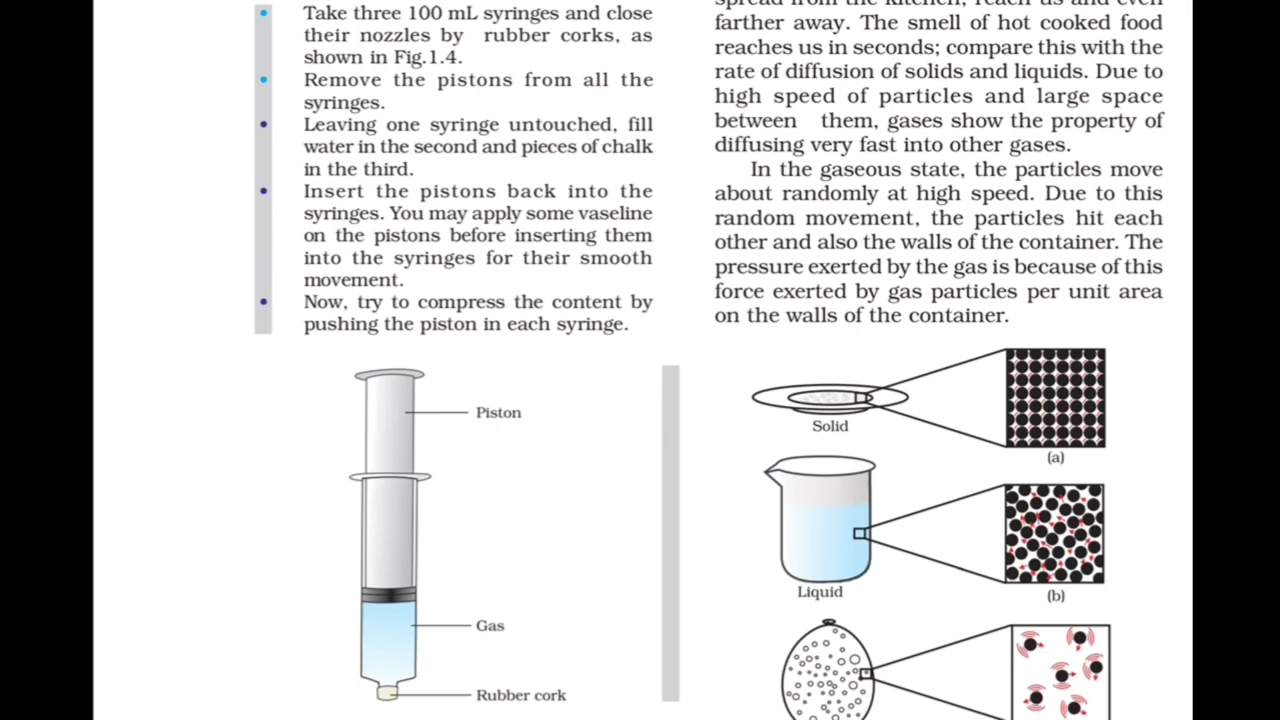 Take three 100 mL syringes and close
their nozzles by rubber corks, as
shown in Fig.1.4.
Remove the pistons from all the
syringes.
Leaving one syringe untouched, fill
water in the second and pieces of chalk
in the third.
Insert the pistons back into the
syringes. You may apply some vaseline
on the pistons before inserting them
into the syringes for their smooth
movement.
Now, try to compress the content by
pushing the piston in each syringe.
Piston
Gas
Rubber cork
spread from the kitchen, reach us and even
farther away. The smell of hot cooked food
reaches us in seconds; compare this with the
rate of diffusion of solids and liquids. Due to
high speed of particles and large space
between them, gases show the property of
diffusing very fast into other gases.
In the gaseous state, the particles move
about randomly at high speed. Due to this
random movement, the particles hit each
other and also the walls of the container. The
pressure exerted by the gas is because of this
force exerted by gas particles per unit area
on the walls of the container.
Solid
(a)
Liquid
(b)